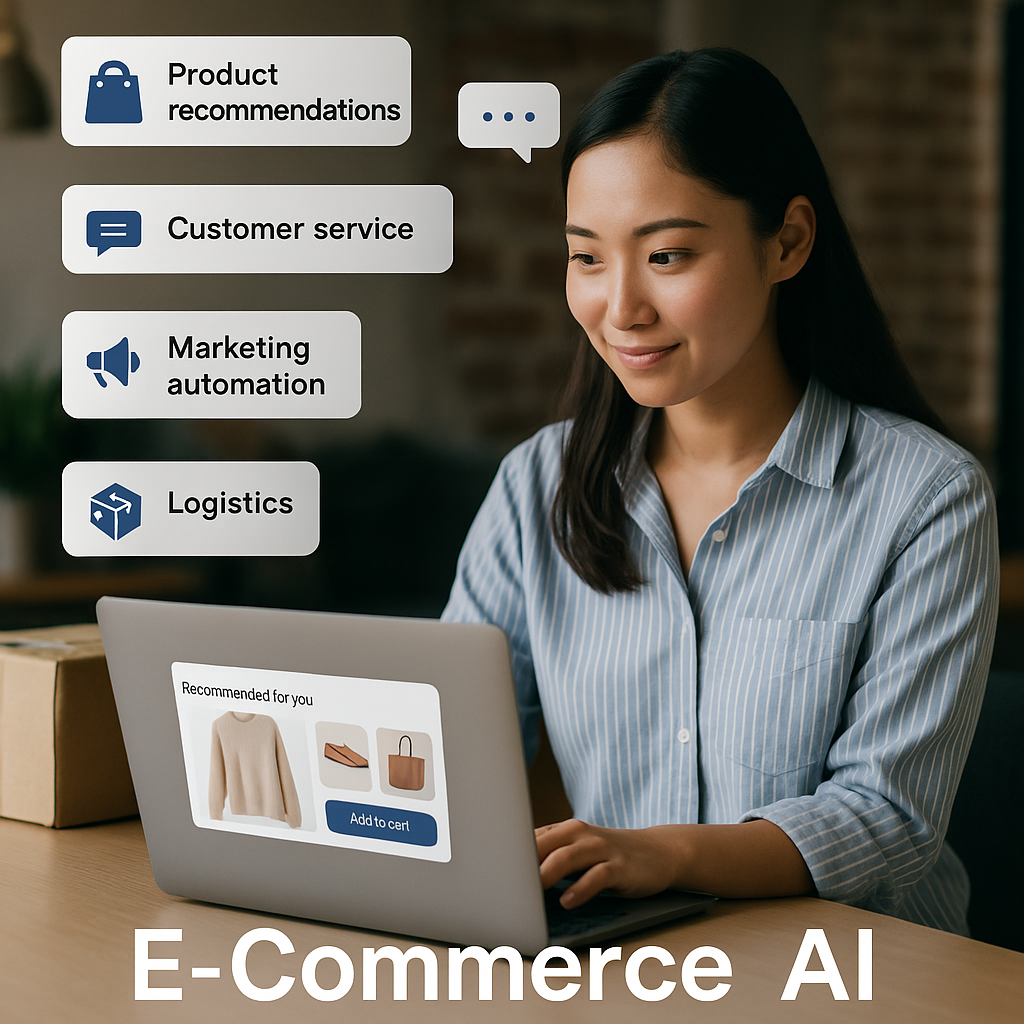 Product
recommendations
Customer service
Marketing
automation
Logistics
Recommended for you
Add to cerl
E-Commerce AI